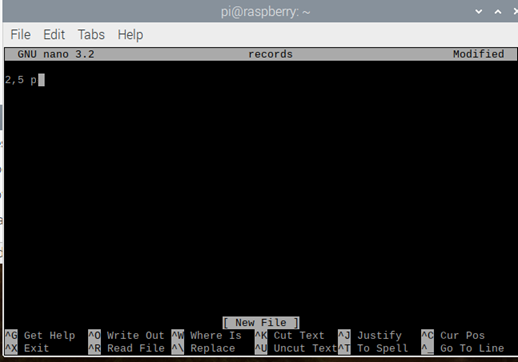 pi@raspberry: ~
File Edit Tabs Help
GNU nano 3.2 records Modified
2,5 p
[ New File ]
^G Get Help ^O Write Out ^W Where Is ^K Cut Text ^J Justify ^C Cur Pos
^X Exit ^R Read File ^\ Replace ^U Uncut Text ^T To Spell ^_ Go To Line